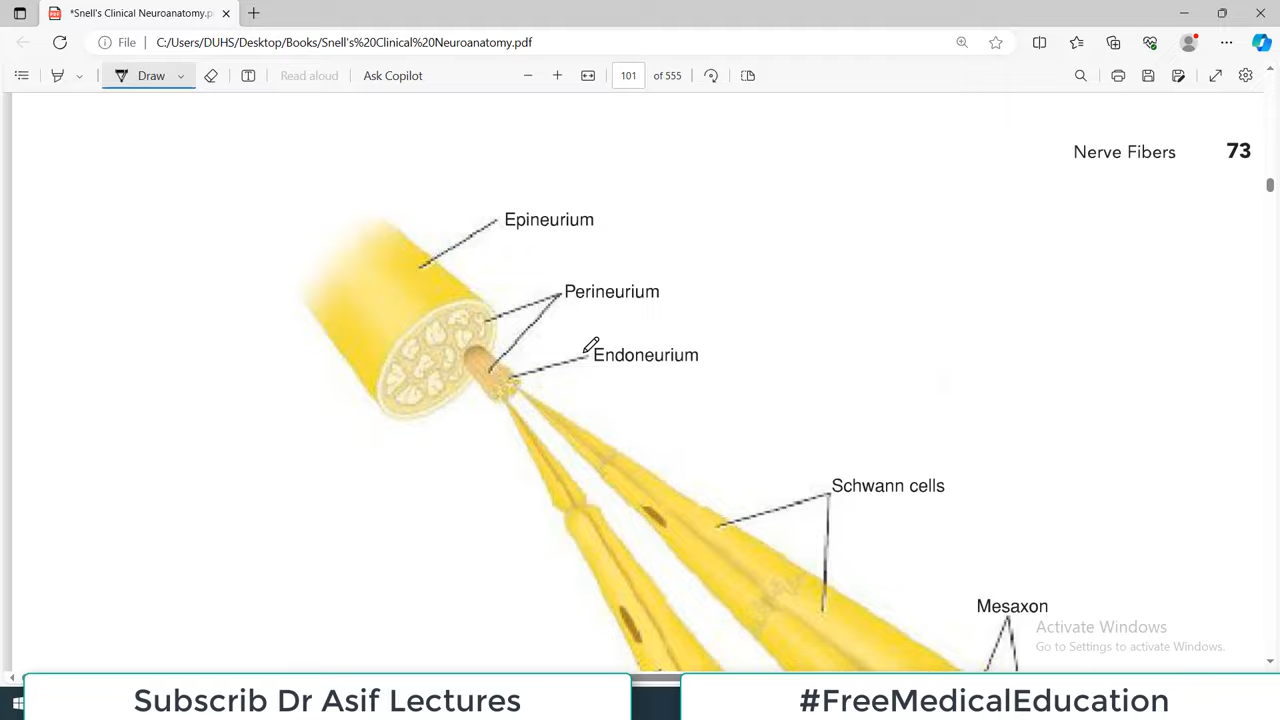 *Snell's Clinical Neuroanatomy.p
File C:/Users/DUHS/Desktop/Books/Snell's%20Clinical%20Neuroanatomy.pdf
Draw Read aloud Ask Copilot 101 of 555
Nerve Fibers 73
Epineurium
Perineurium
Endoneurium
Schwann cells
Mesaxon
Activate Windows
Go to Settings to activate Windows.
Subscrib Dr Asif Lectures #FreeMedicalEducation